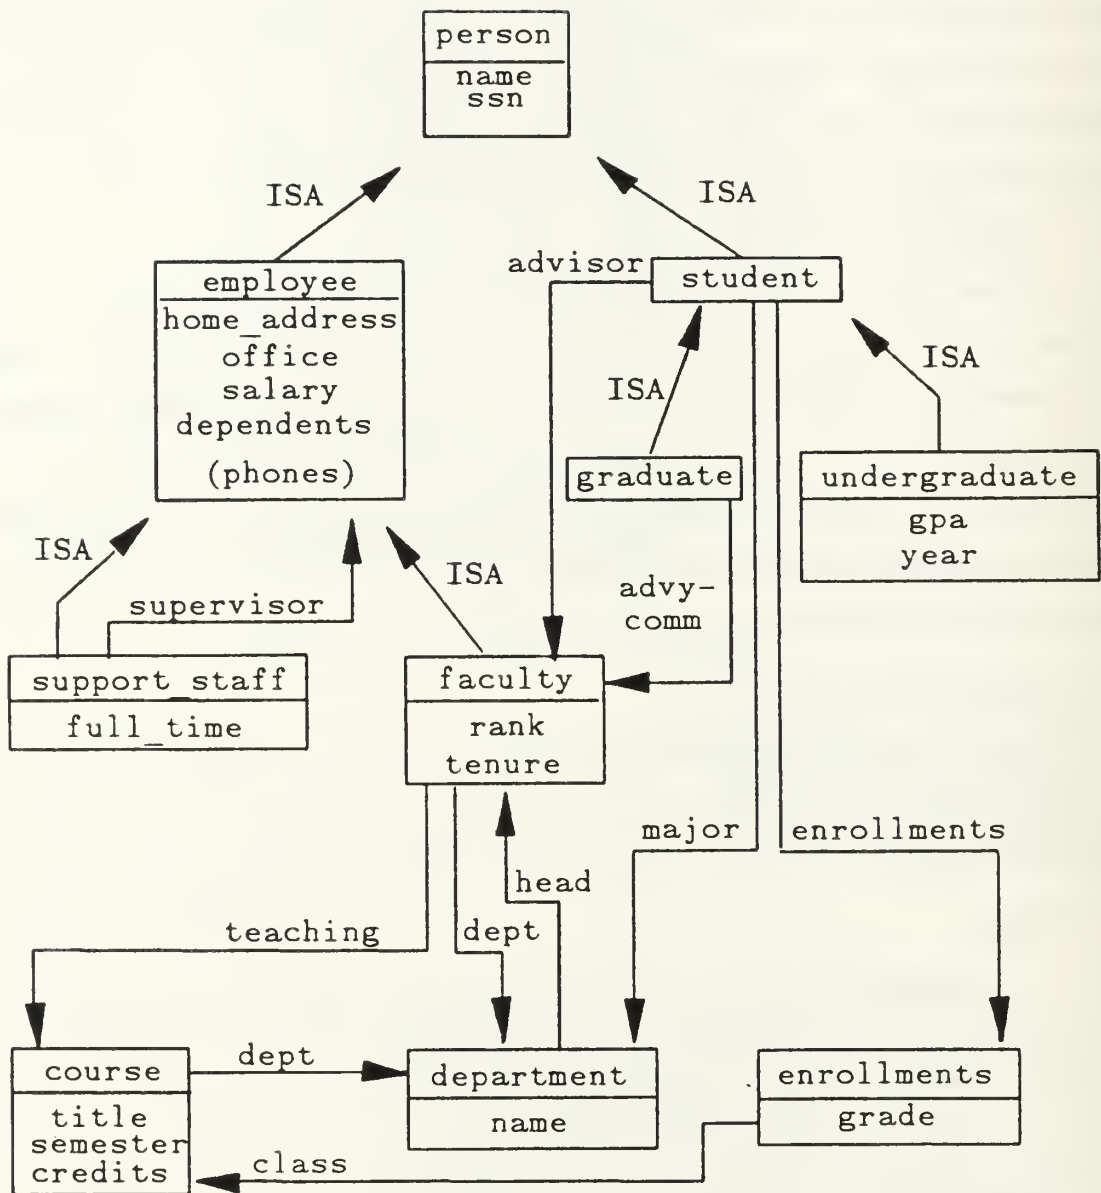 person
name
ssn
ISA
ISA
advisor
student
employee
home_address
office
salary
dependents
(phones)
ISA
ISA
graduate
undergraduate
gpa
year
ISA
supervisor
ISA
advy-
comm
support_staff
full_time
faculty
rank
tenure
major
enrollments
head
teaching
dept
course
title
semester
credits
dept
department
name
enrollments
grade
class